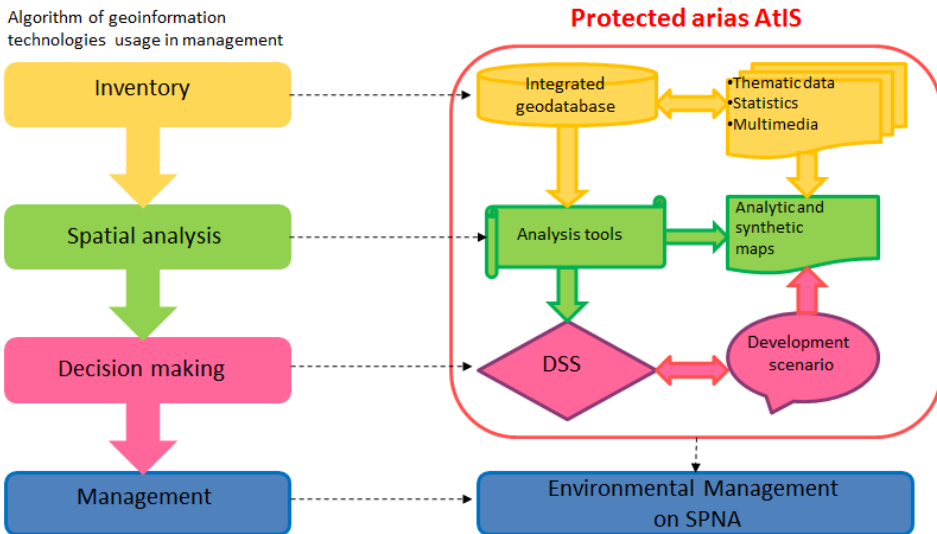 Algorithm of geoinformation
technologies usage in management
Protected arias AtIS
Inventory
Integrated
geodatabase
•Thematic data
•Statistics
•Multimedia
Spatial analysis
Analysis tools
Analytic and
synthetic
maps
Decision making
DSS
Development
scenario
Management
Environmental Management
on SPNA